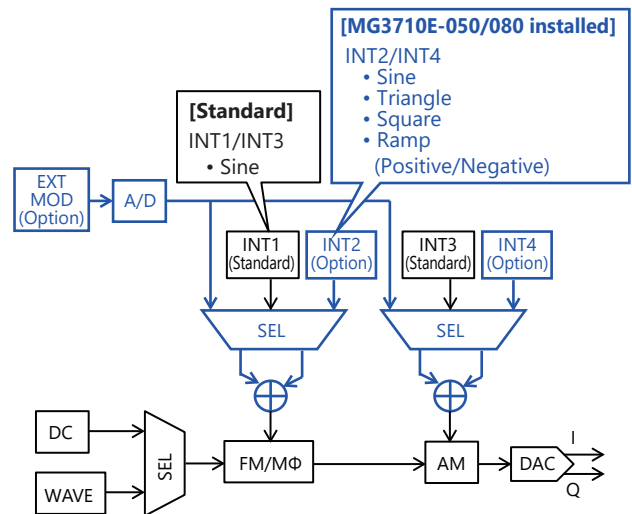 [MG3710E-050/080 installed]
INT2/INT4
• Sine
• Triangle
• Square
• Ramp
(Positive/Negative)
[Standard]
INT1/INT3
• Sine
EXT
MOD
(Option)
A/D
INT1
(Standard)
INT2
(Option)
INT3
(Standard)
INT4
(Option)
SEL
SEL
DC
WAVE
SEL
FM/MΦ
AM
DAC
I
Q